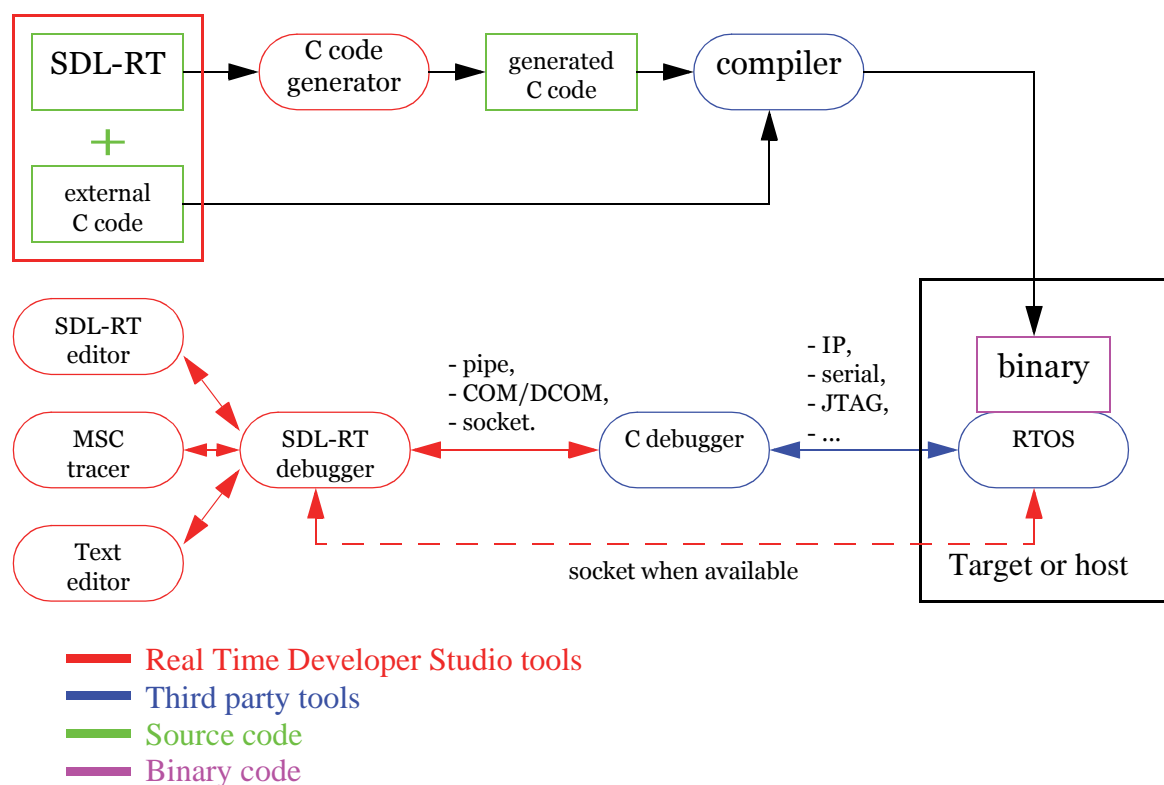 SDL-RT
+
external
C code
C code
generator
generated
C code
compiler
SDL-RT
editor
MSC
tracer
Text
editor
SDL-RT
debugger
- pipe,
- COM/DCOM,
- socket.
C debugger
- IP,
- serial,
- JTAG,
- ...
binary
RTOS
socket when available
Target or host
Real Time Developer Studio tools
Third party tools
Source code
Binary code